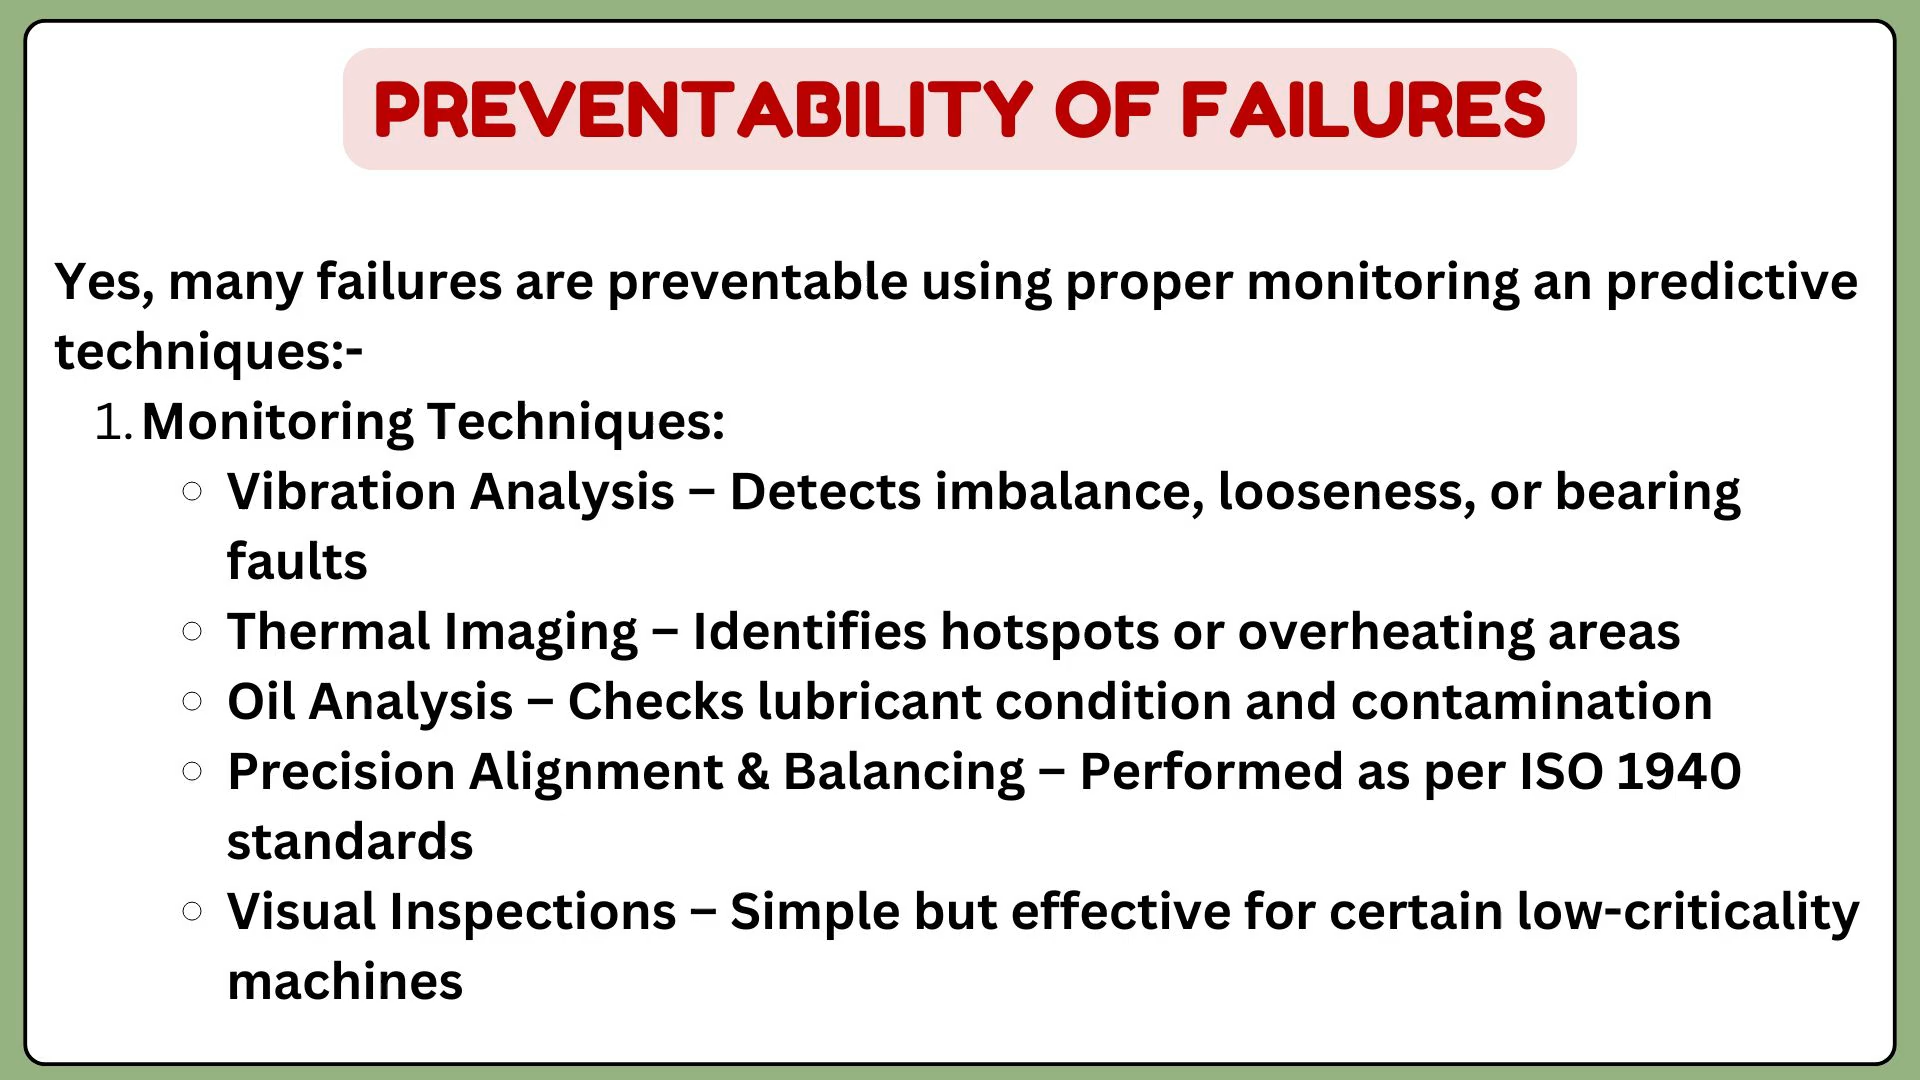 PREVENTABILITY OF FAILURES
Yes, many failures are preventable using proper monitoring an predictive
techniques:-
1. Monitoring Techniques:
○ Vibration Analysis – Detects imbalance, looseness, or bearing
faults
○ Thermal Imaging – Identifies hotspots or overheating areas
○ Oil Analysis – Checks lubricant condition and contamination
○ Precision Alignment & Balancing – Performed as per ISO 1940
standards
○ Visual Inspections – Simple but effective for certain low-criticality
machines